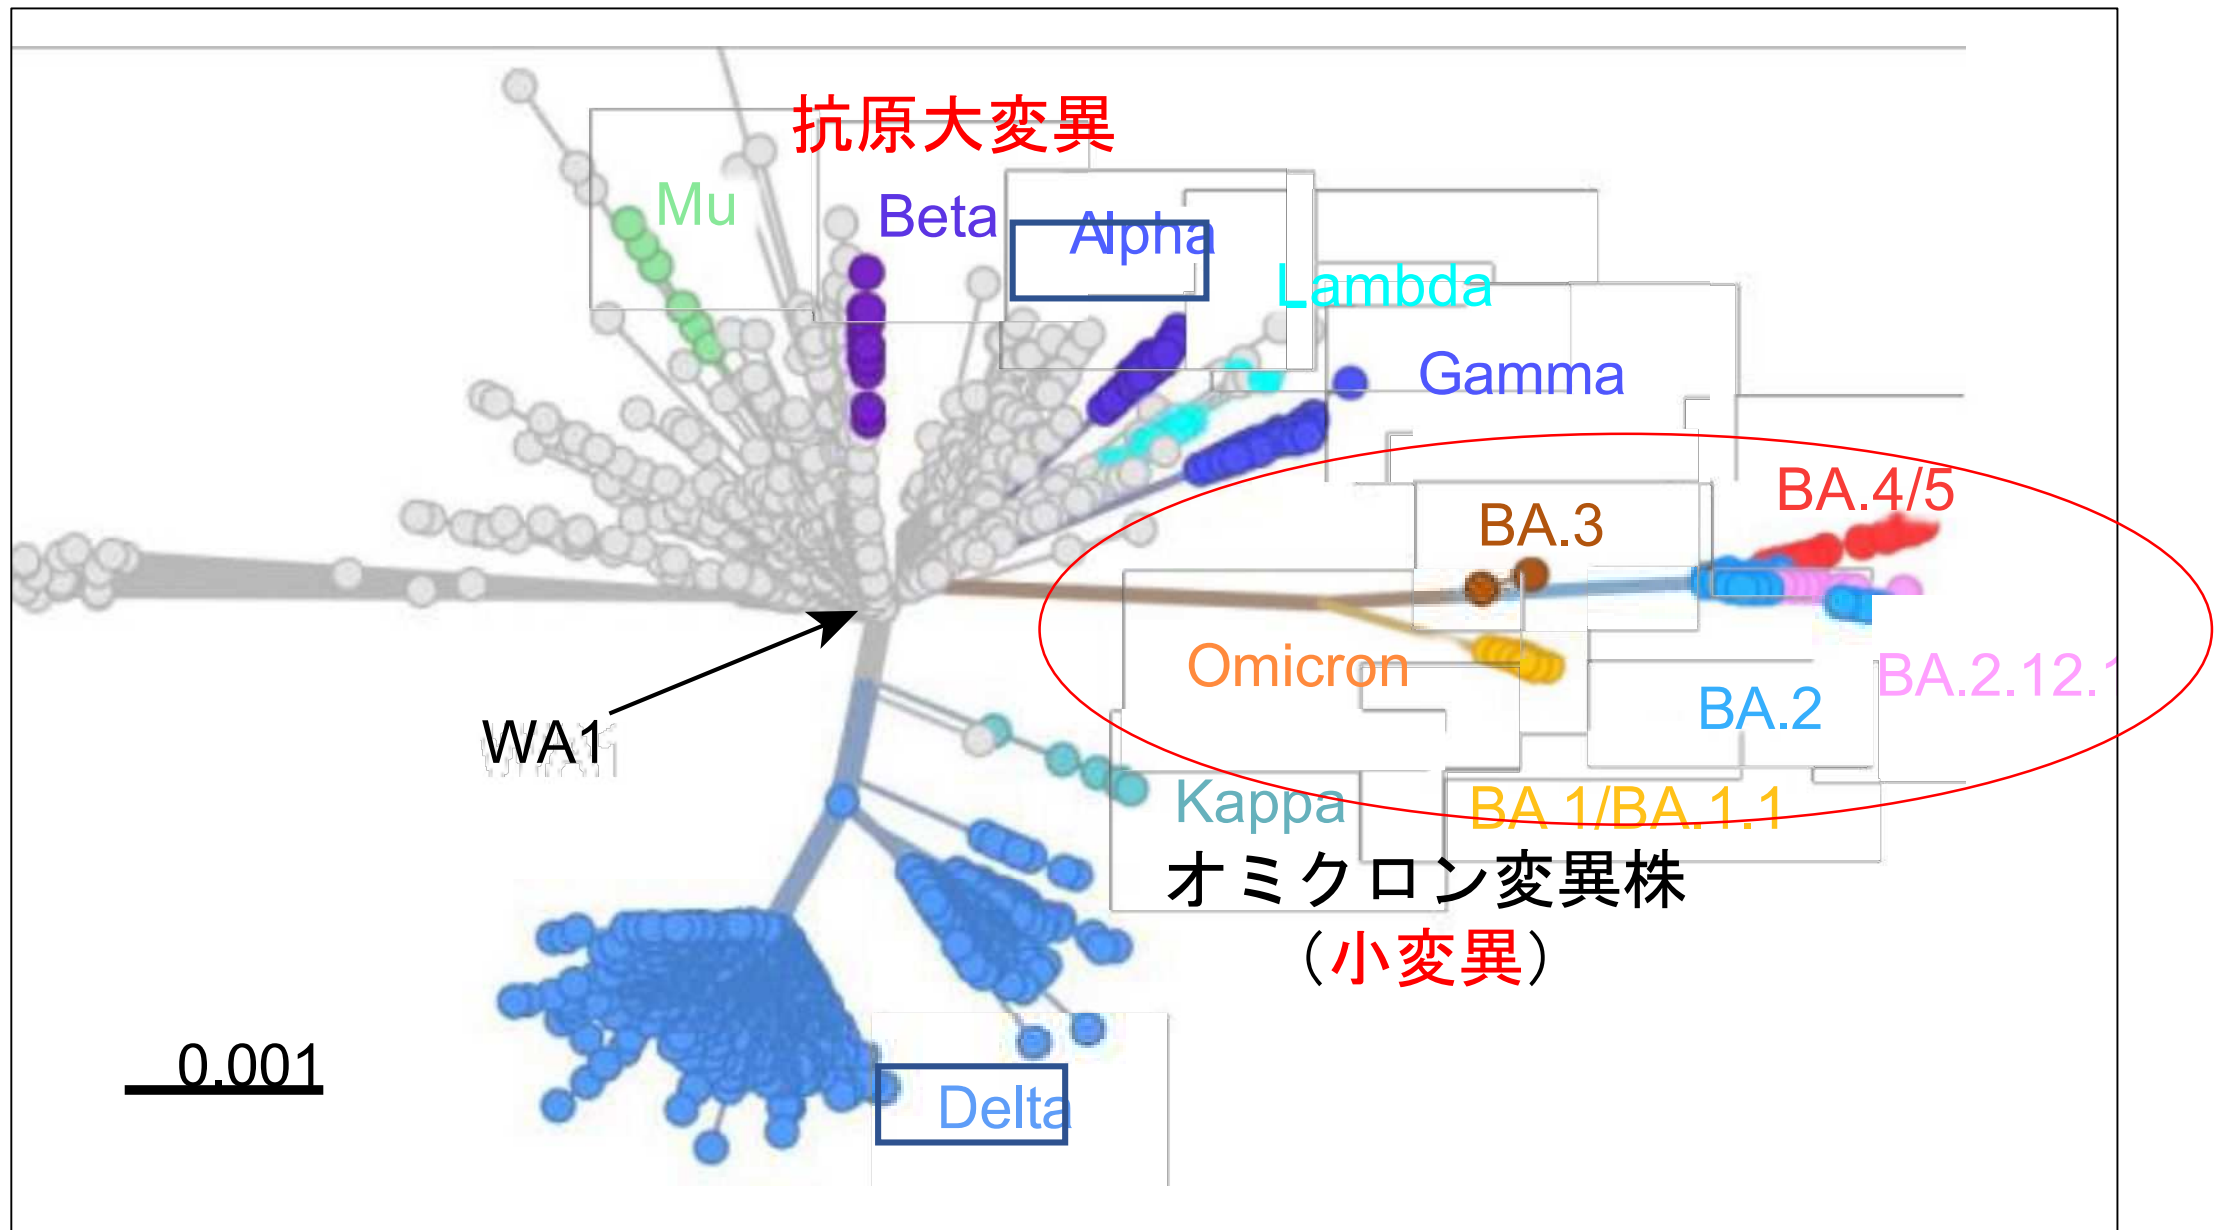 抗原大変異
Mu
Beta
Alpha
Lambda
Gamma
BA.4/5
BA.3
Omicron
BA.2.12.1
BA.2
WA1
Kappa
BA.1/BA.1.1
オミクロン変異株
（小変異）
0.001
Delta